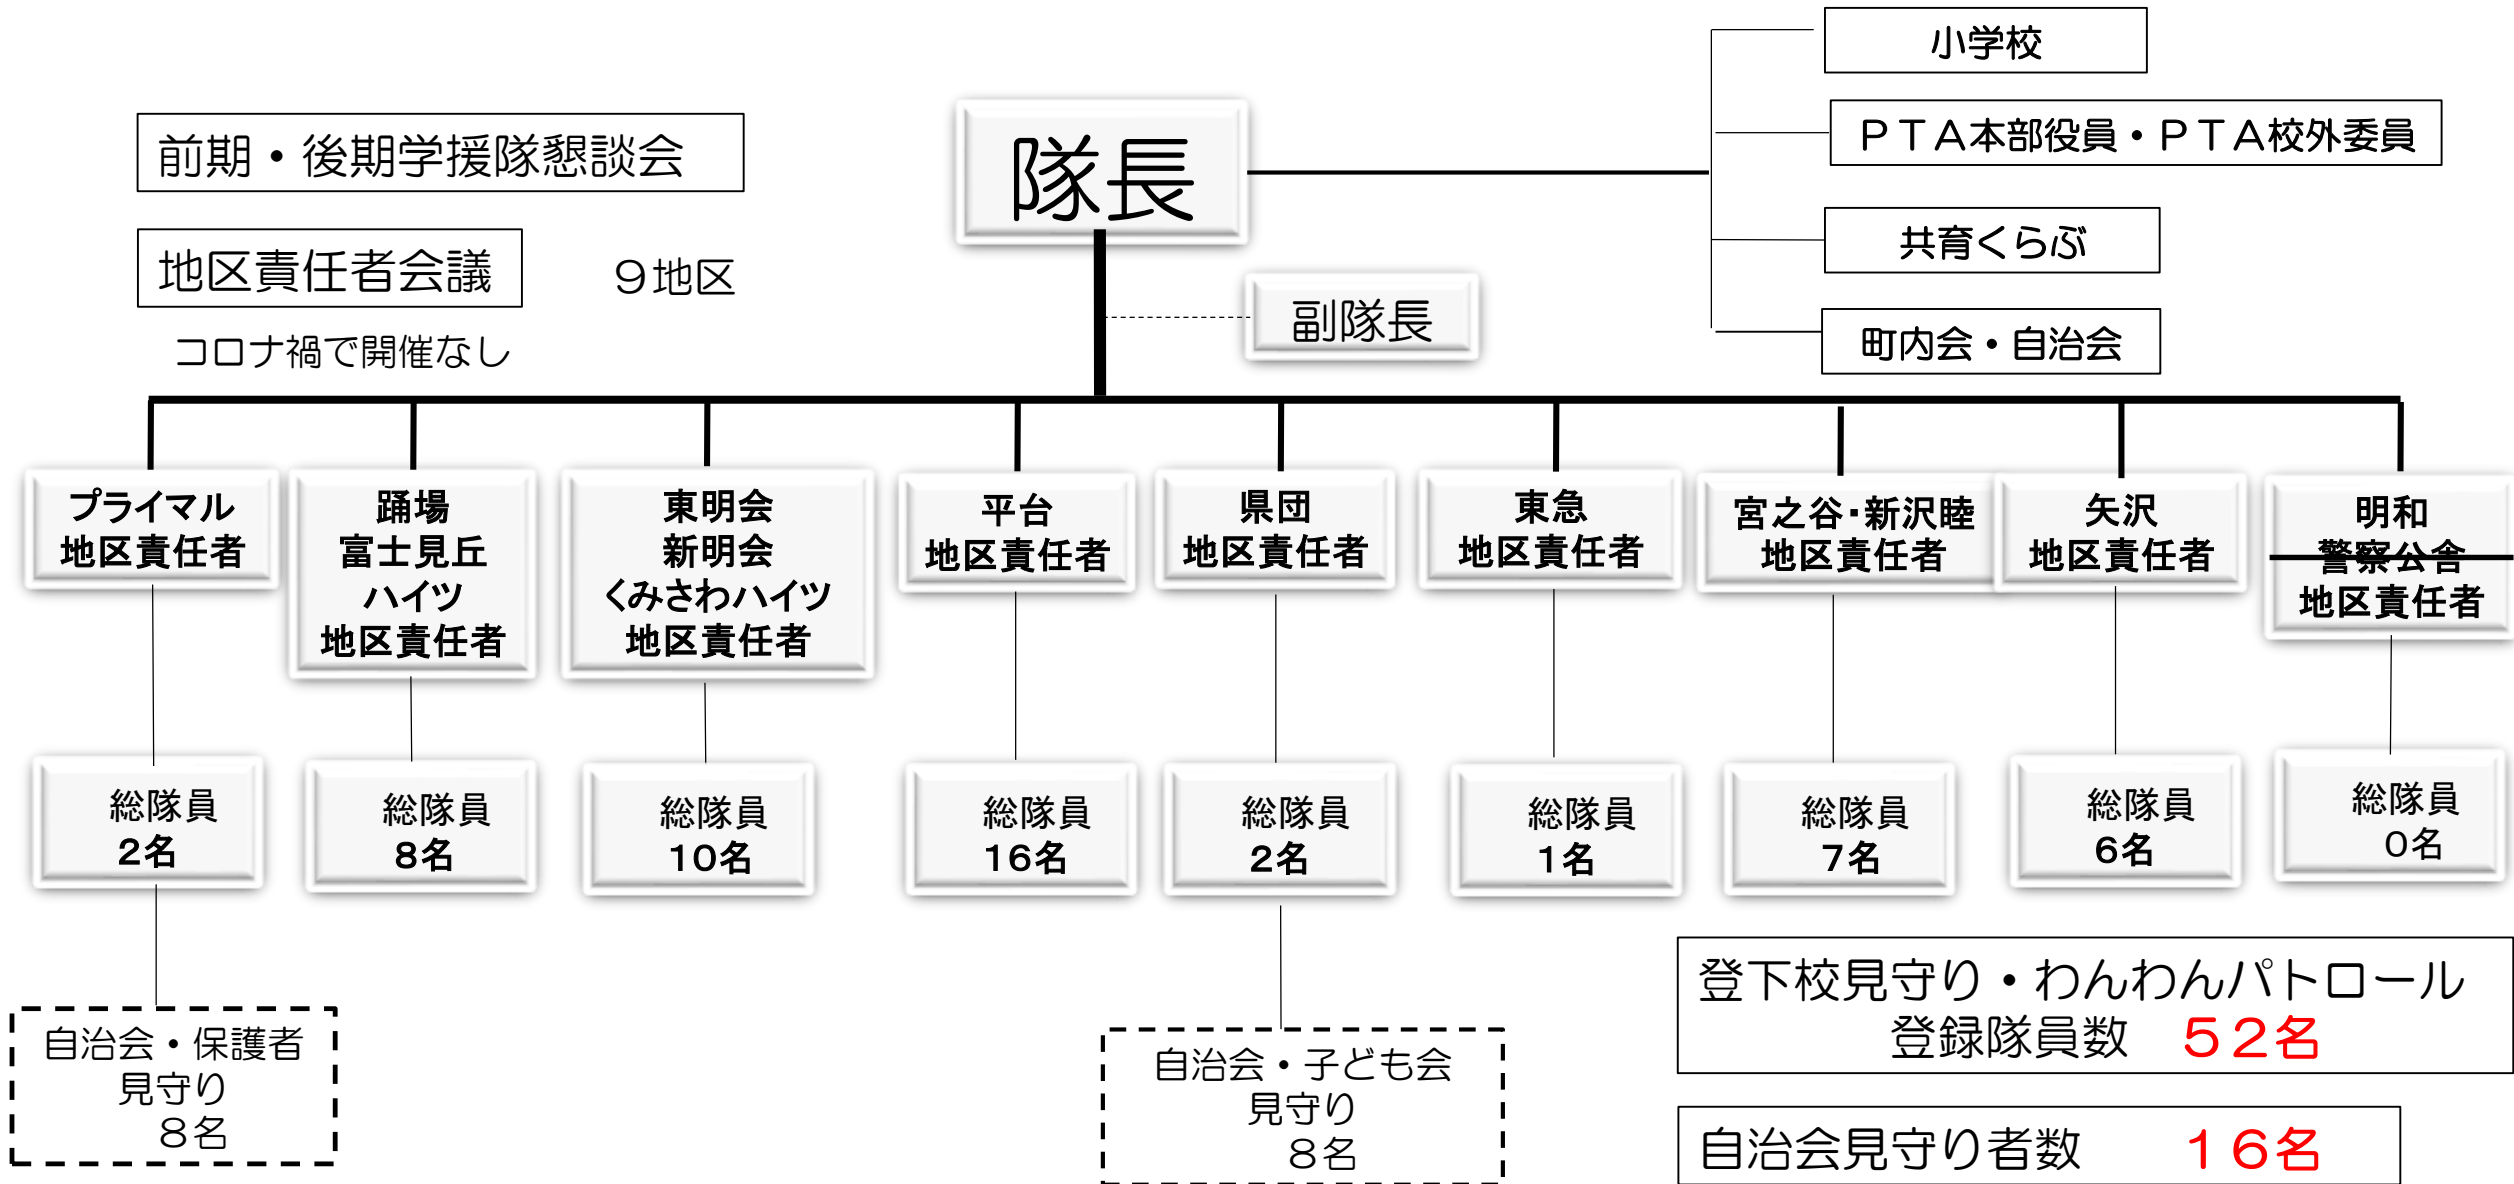 小学校
ＰＴＡ本部役員・ＰＴＡ校外委員
共育くらぶ
町内会・自治会
前期・後期学援隊懇談会
地区責任者会議
９地区
コロナ禍で開催なし
隊長
副隊長
プライマル
地区責任者
踊場
富士見丘
ハイツ
地区責任者
東明会
新明会
くみさわハイツ
地区責任者
平台
地区責任者
県団
地区責任者
東急
地区責任者
宮之谷・新沢睦
地区責任者
矢沢
地区責任者
明和
警察公舎
地区責任者
総隊員
２名
総隊員
８名
総隊員
１０名
総隊員
１６名
総隊員
２名
総隊員
１名
総隊員
７名
総隊員
６名
総隊員
０名
自治会・保護者
見守り
８名
自治会・子ども会
見守り
８名
登下校見守り・わんわんパトロール
登録隊員数　５２名
自治会見守り者数　１６名